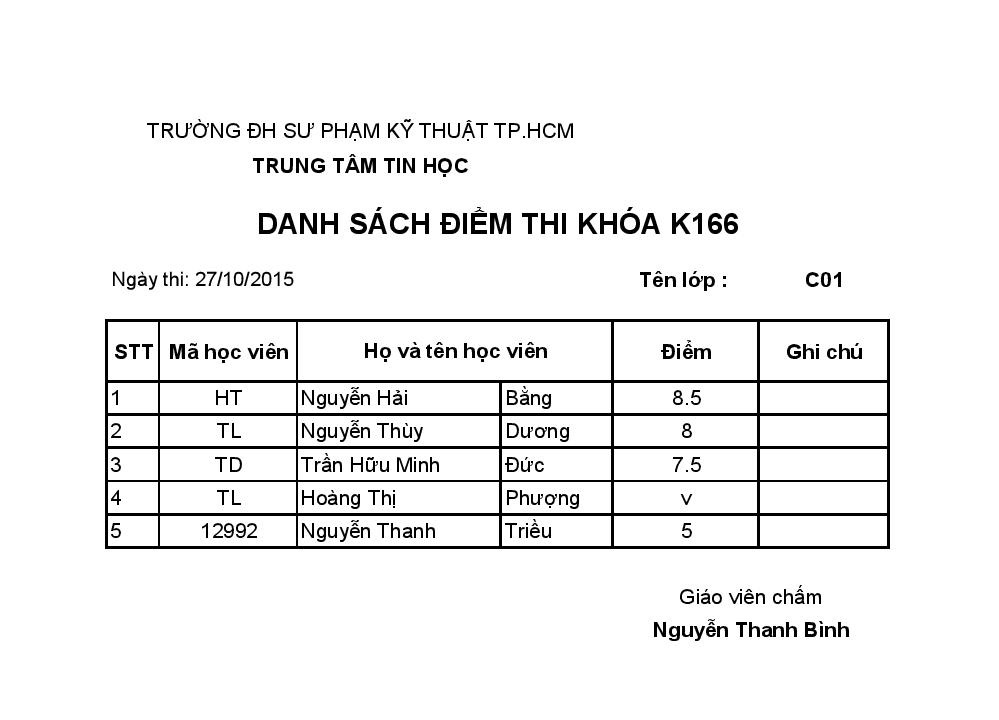 TRƯỜNG ĐH SƯ PHẠM KỸ THUẬT TP.HCM
TRUNG TÂM TIN HỌC
DANH SÁCH ĐIỂM THI KHÓA K166
Ngày thi: 27/10/2015 Tên lớp : C01
STT Mã học viên Họ và tên học viên Điểm Ghi chú
1 HT Nguyễn Hải Bằng 8.5
2 TL Nguyễn Thùy Dương 8
3 TD Trần Hữu Minh Đức 7.5
4 TL Hoàng Thị Phượng v
5 12992 Nguyễn Thanh Triều 5
Giáo viên chấm
Nguyễn Thanh Bình